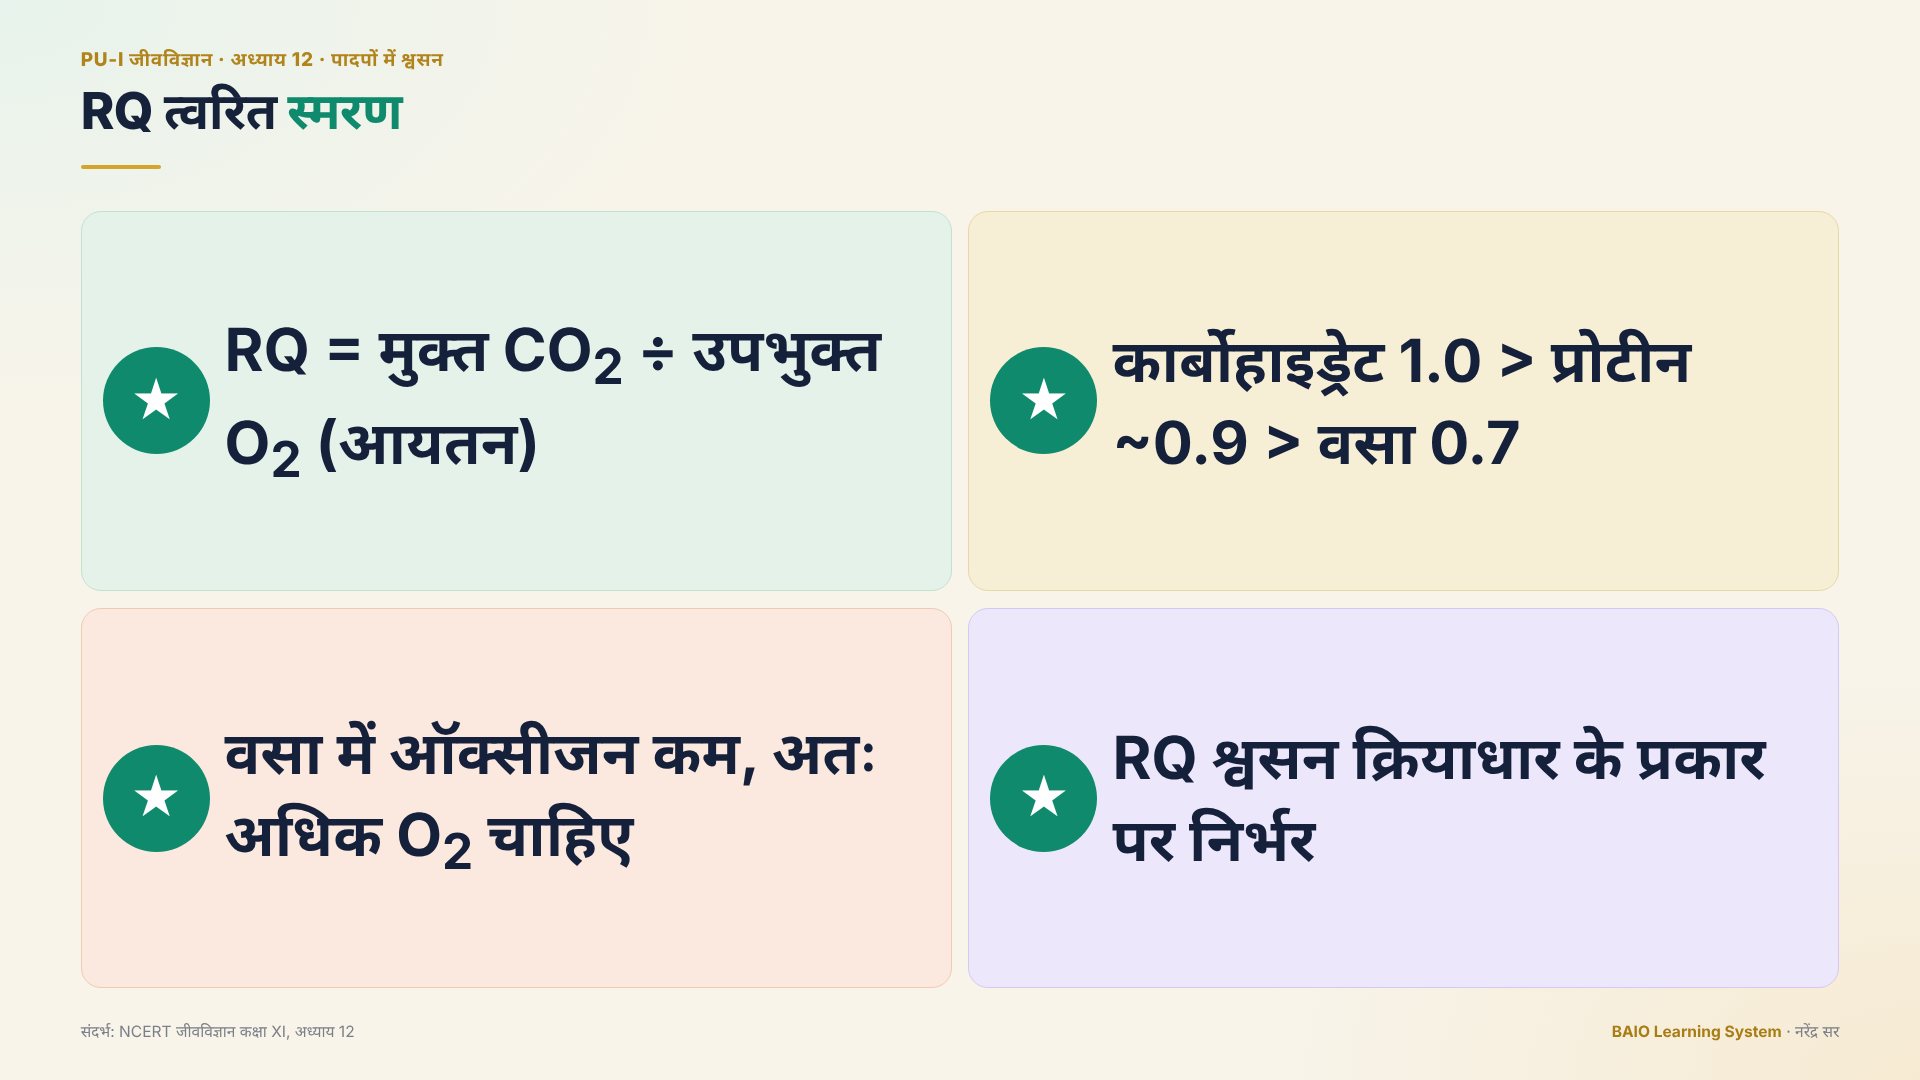 PU-I जीवविज्ञान · अध्याय 12 · पादपों में श्वसन
RQ त्वरित स्मरण
RQ = मुक्त CO₂ ÷ उपभुक्त
O₂ (आयतन)
कार्बोहाइड्रेट 1.0 > प्रोटीन
~0.9 > वसा 0.7
वसा में ऑक्सीजन कम, अतः
अधिक O₂ चाहिए
RQ श्वसन क्रियाधार के प्रकार
पर निर्भर
संदर्भ: NCERT जीवविज्ञान कक्षा XI, अध्याय 12
BAIO Learning System · नरेंद्र सर